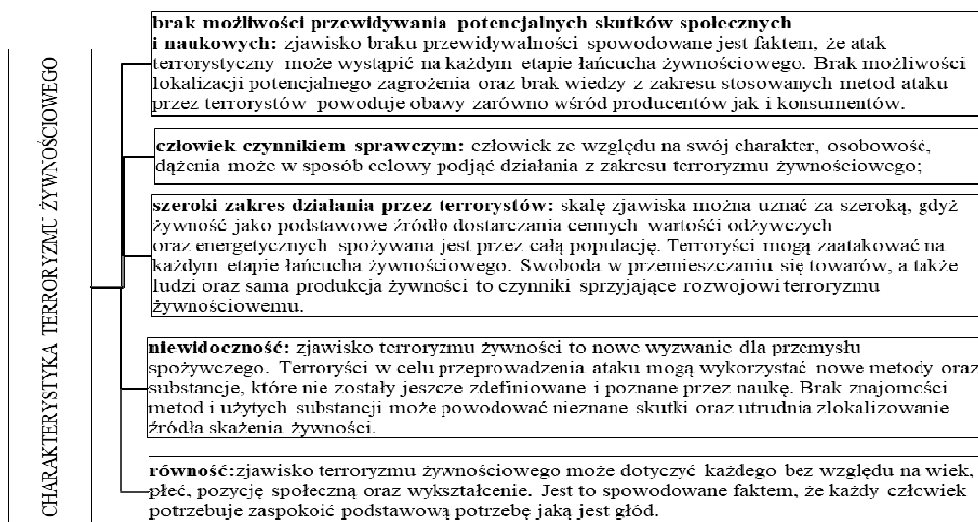 CHARAKTERYSTYKA TERRORYZMU ŻYWNOŚCIOWEGO
brak możliwości przewidywania potencjalnych skutków społecznych
i naukowych: zjawisko braku przewidywalności spowodowane jest faktem, że atak
terrorystyczny może wystąpić na każdym etapie łańcucha żywnościowego. Brak możliwości
lokalizacji potencjalnego zagrożenia oraz brak wiedzy z zakresu stosowanych metod ataku
przez terrorystów powoduje obawy zarówno wśród producentów jak i konsumentów.
człowiek czynnikiem sprawczym: człowiek ze względu na swój charakter, osobowość,
dążenia może w sposób celowy podjąć działania z zakresu terroryzmu żywnościowego;
szeroki zakres działania przez terrorystów: skalę zjawiska można uznać za szeroką, gdyż
żywność jako podstawowe źródło dostarczania cennych wartośći odżywczych
oraz energetycznych spożywana jest przez całą populację. Terroryści mogą zaatakować na
każdym etapie łańcucha żywnościowego. Swoboda w przemieszczaniu się towarów, a także
ludzi oraz sama produkcja żywności to czynniki sprzyjające rozwojowi terroryzmu
żywnościowemu.
niewidoczność: zjawisko terroryzmu żywności to nowe wyzwanie dla przemysłu
spożywczego. Terroryści w celu przeprowadzenia ataku mogą wykorzystać nowe metody oraz
substancje, które nie zostały jeszcze zdefiniowane i poznane przez naukę. Brak znajomości
metod i użytych substancji może powodować nieznane skutki oraz utrudnia zlokalizowanie
źródła skażenia żywności.
równość:zjawisko terroryzmu żywnościowego może dotyczyć każdego bez względu na wiek,
płeć, pozycję społeczną oraz wykształcenie. Jest to spowodowane faktem, że każdy człowiek
potrzebuje zaspokoić podstawową potrzebę jaką jest głód.